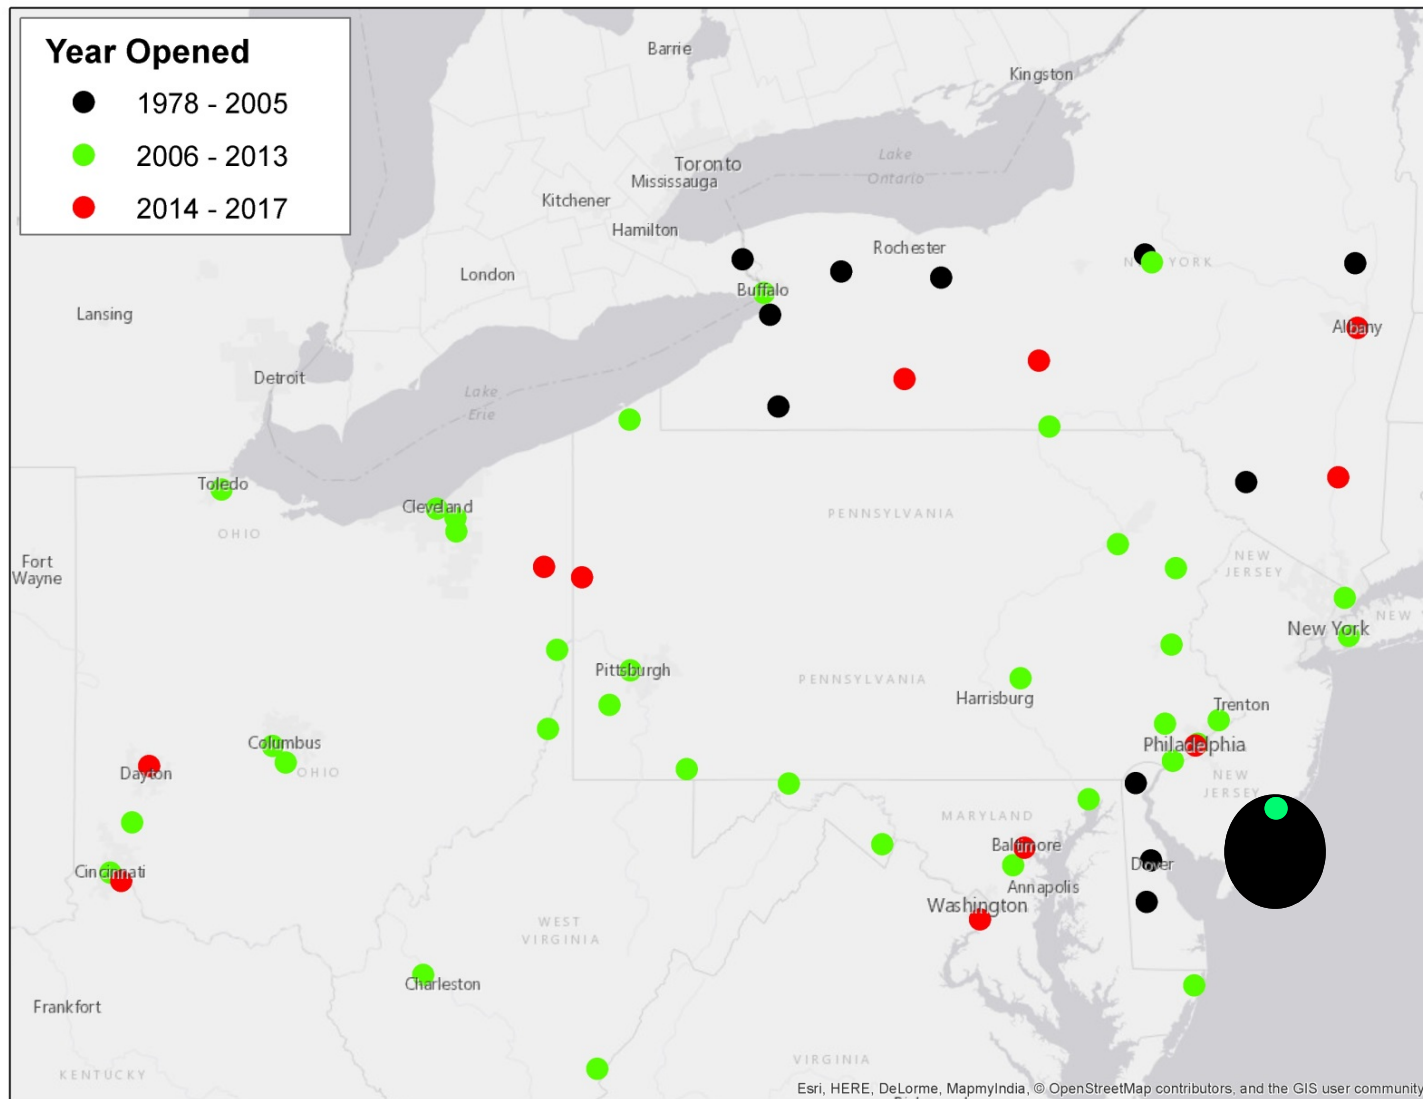 Year Opened
1978 - 2005
2006 - 2013
2014 - 2017
Barrie
Kingston
Toronto
Mississauga
Lake
Ontario
Kitchener
Hamilton
Rochester
London
NEW YORK
Buffalo
Lansing
Albany
Detroit
Lake
Erie
Toledo
Cleveland
OHIO
PENNSYLVANIA
Fort
Wayne
NEW
JERSEY
NEW
New York
Pittsburgh
PENNSYLVANIA
Harrisburg
Trenton
Columbus
OHIO
Philadelphia
Dayton
NEW
JERSEY
MARYLAND
Baltimore
Dover
Cincinnati
Annapolis
Washington
WEST
VIRGINIA
Charleston
Frankfort
VIRGINIA
KENTUCKY
Esri, HERE, DeLorme, MapmyIndia, © OpenStreetMap contributors, and the GIS user community